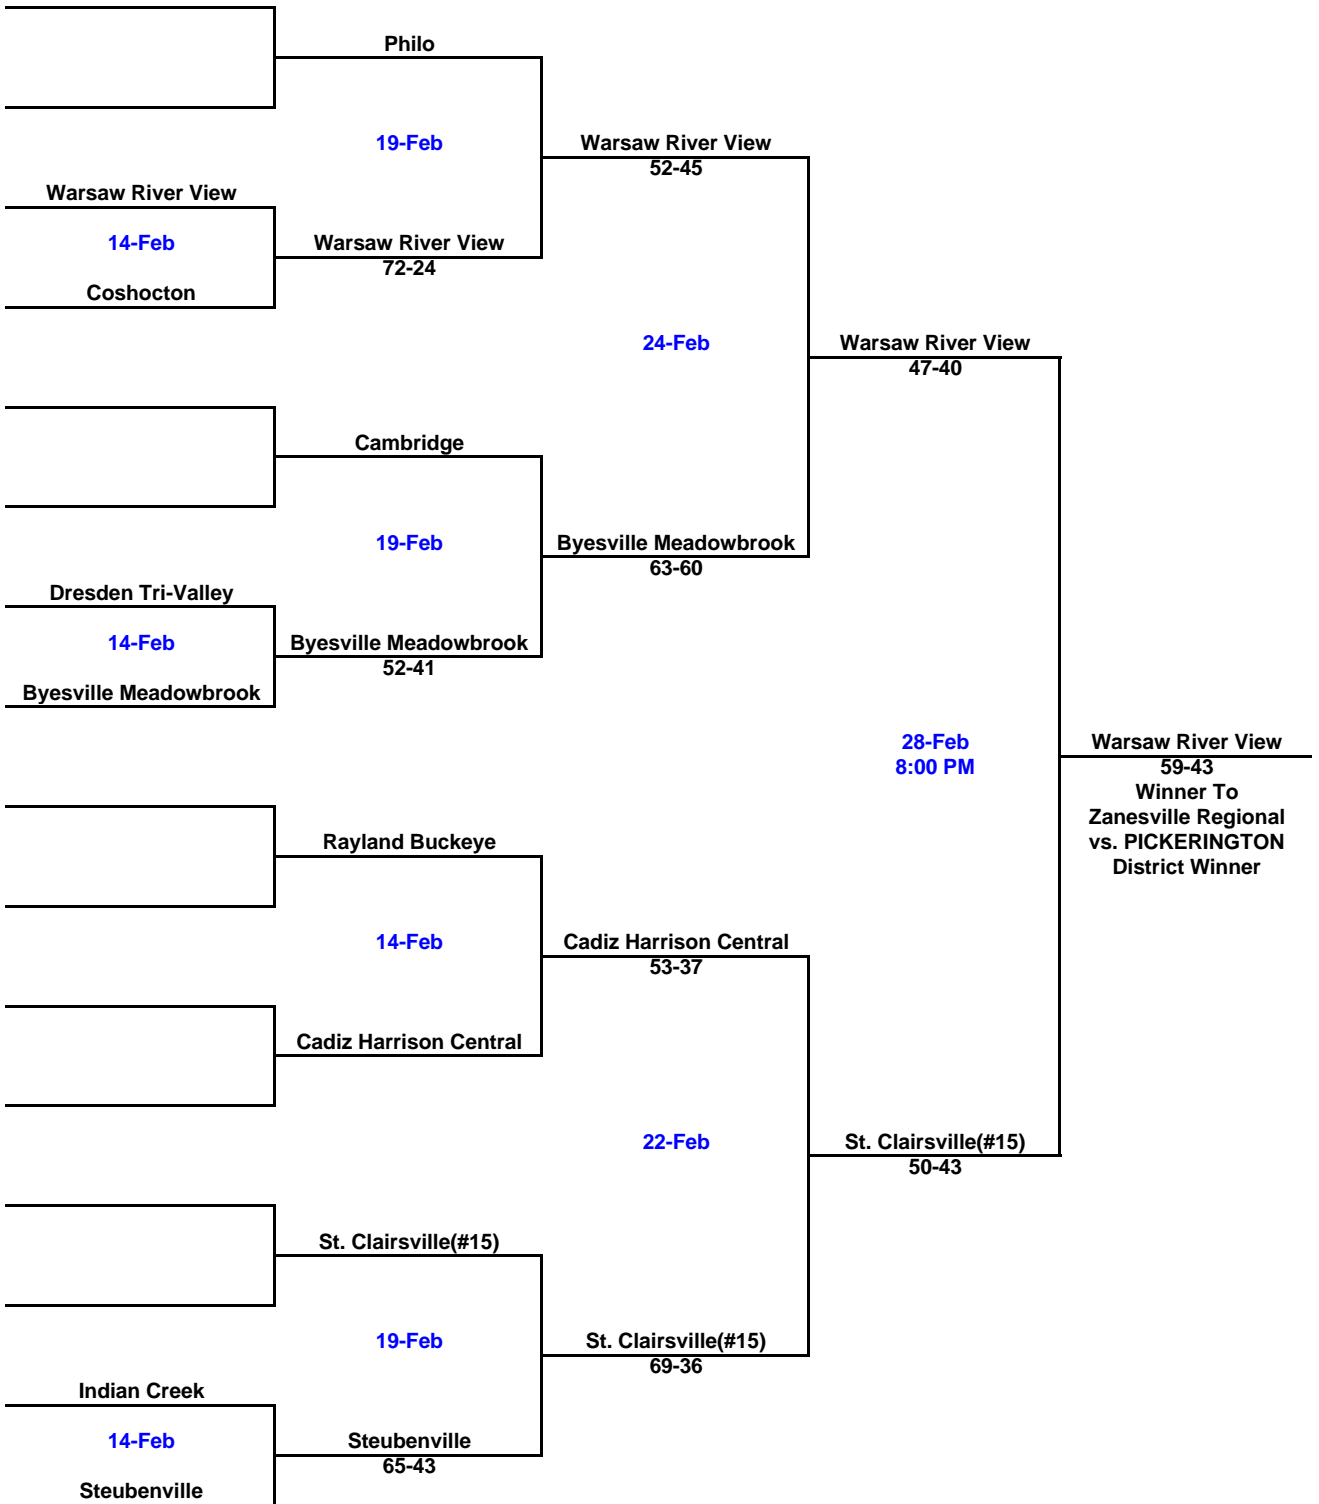 Philo
19-Feb
Warsaw River View
52-45
Warsaw River View
14-Feb
Warsaw River View
72-24
Coshocton
24-Feb
Warsaw River View
47-40
Cambridge
19-Feb
Byesville Meadowbrook
63-60
Dresden Tri-Valley
14-Feb
Byesville Meadowbrook
52-41
Byesville Meadowbrook
28-Feb
8:00 PM
Warsaw River View
59-43
Winner To
Zanesville Regional
vs. PICKERINGTON
District Winner
Rayland Buckeye
14-Feb
Cadiz Harrison Central
53-37
Cadiz Harrison Central
22-Feb
St. Clairsville(#15)
50-43
St. Clairsville(#15)
19-Feb
St. Clairsville(#15)
69-36
Indian Creek
14-Feb
Steubenville
65-43
Steubenville